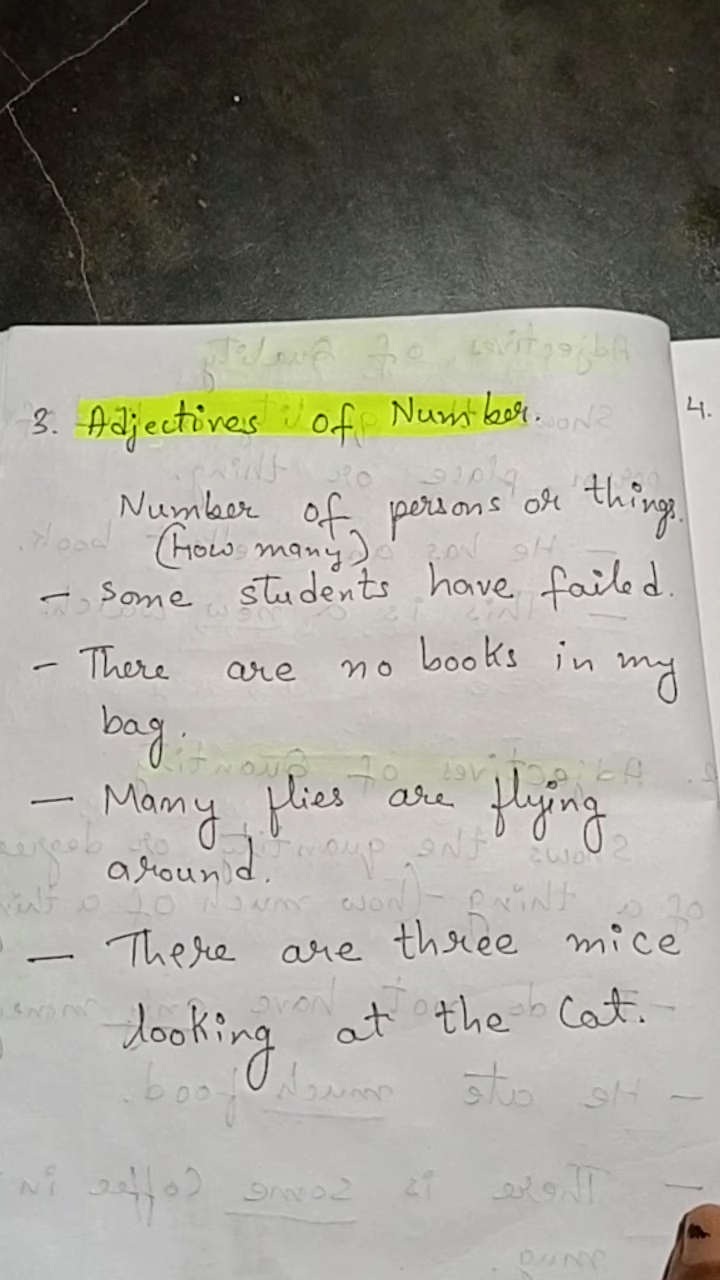 3. Adjectives of Number.
4.
Number of persons or things.
(how many)
- Some students have failed.
- There are no books in my
bag.
- Many flies are flying
around.
- There are three mice
looking at the Cat.